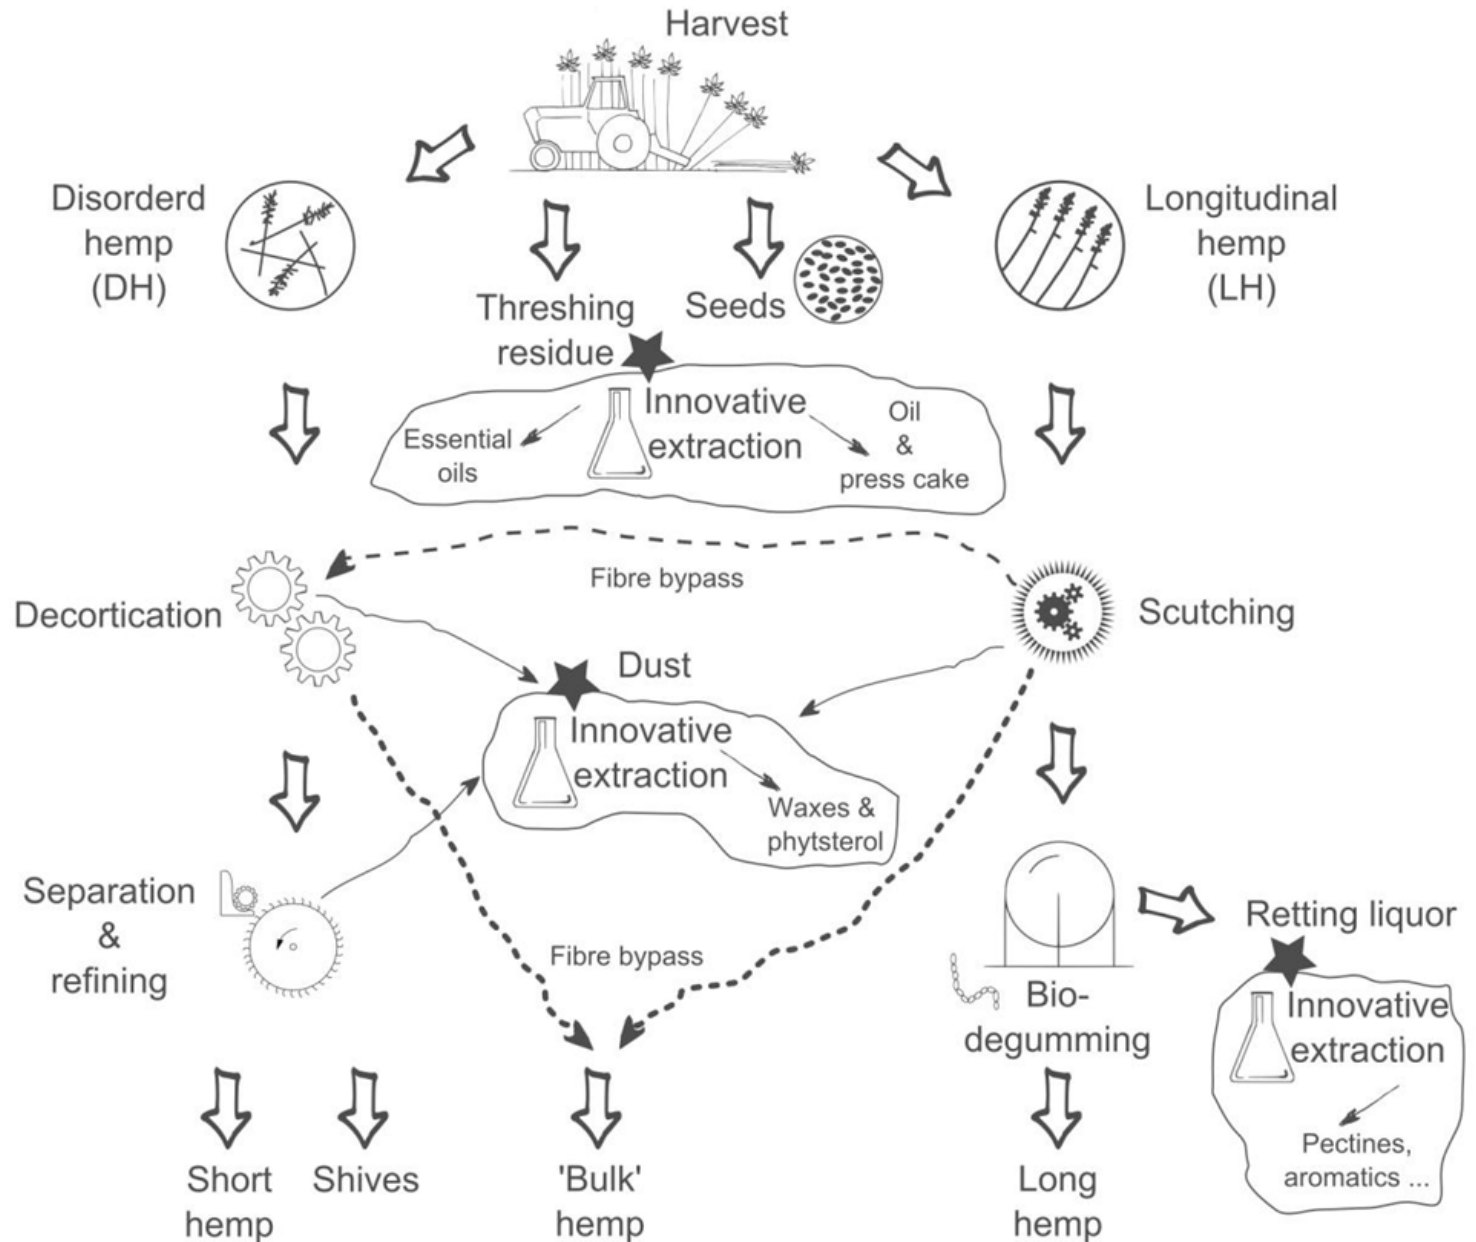 Harvest
Disorderd
hemp
(DH)
Longitudinal
hemp
(LH)
Threshing
residue
Seeds
Innovative
extraction
Essential
oils
Oil
&
press cake
Fibre bypass
Decortication
Scutching
Dust
Innovative
extraction
Waxes &
phytsterol
Separation
&
refining
Fibre bypass
Bio-
degumming
Retting liquor
Innovative
extraction
Pectines,
aromatics ...
Short
hemp
Shives
'Bulk'
hemp
Long
hemp